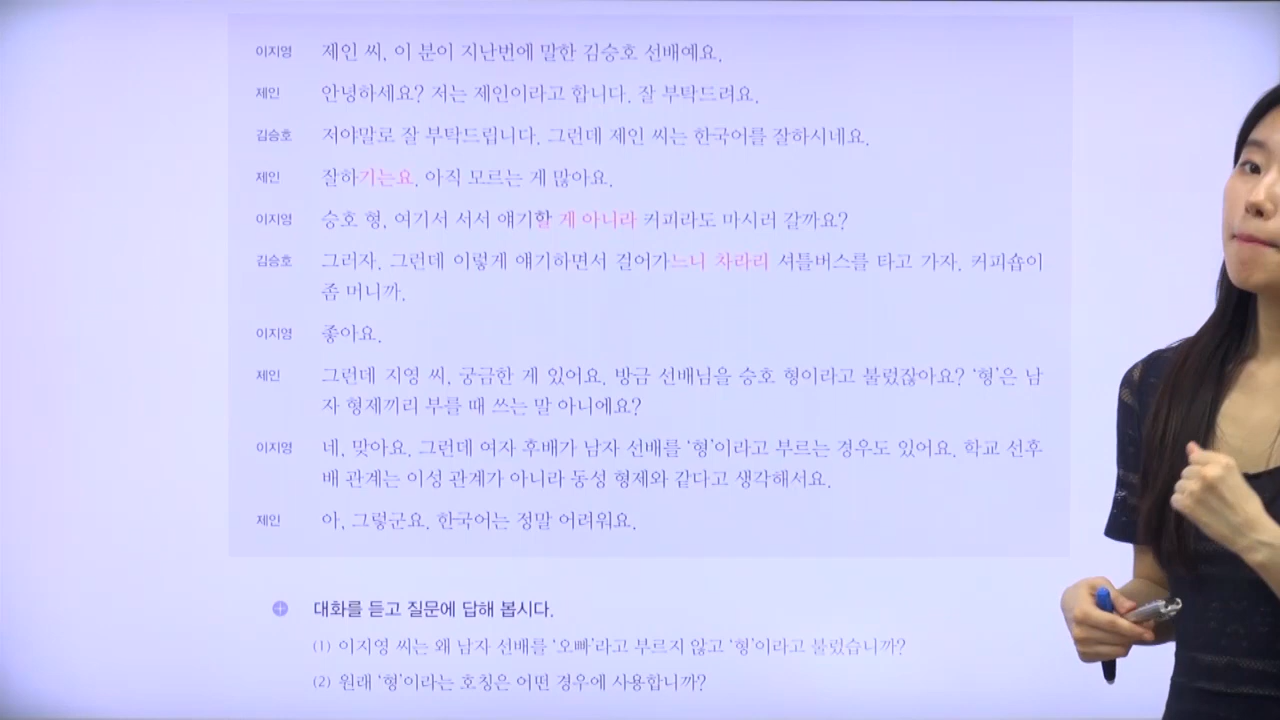 이지영 제인 씨, 이 분이 지난번에 말한 김승호 선배예요.
제인 안녕하세요? 저는 제인이라고 합니다. 잘 부탁드려요.
김승호 저야말로 잘 부탁드립니다. 그런데 제인 씨는 한국어를 잘하시네요.
제인 잘하기는요. 아직 모르는 게 많아요.
이지영 승호 형, 여기서 서서 얘기할 게 아니라 커피라도 마시러 갈까요?
김승호 그러자. 그런데 이렇게 얘기하면서 걸어가느니 차라리 셔틀버스를 타고 가자. 커피숍이
좀 머니까.
이지영 좋아요.
제인 그런데 지영 씨, 궁금한 게 있어요. 방금 선배님을 승호 형이라고 불렀잖아요? ‘형’은 남
자 형제끼리 부를 때 쓰는 말 아니에요?
이지영 네, 맞아요. 그런데 여자 후배가 남자 선배를 ‘형’이라고 부르는 경우도 있어요. 학교 선후
배 관계는 이성 관계가 아니라 동성 형제와 같다고 생각해서요.
제인 아, 그렇군요. 한국어는 정말 어려워요.
대화를 듣고 질문에 답해 봅시다.
(1) 이지영 씨는 왜 남자 선배를 ‘오빠’라고 부르지 않고 ‘형’이라고 불렀습니까?
(2) 원래 ‘형’이라는 호칭은 어떤 경우에 사용합니까?